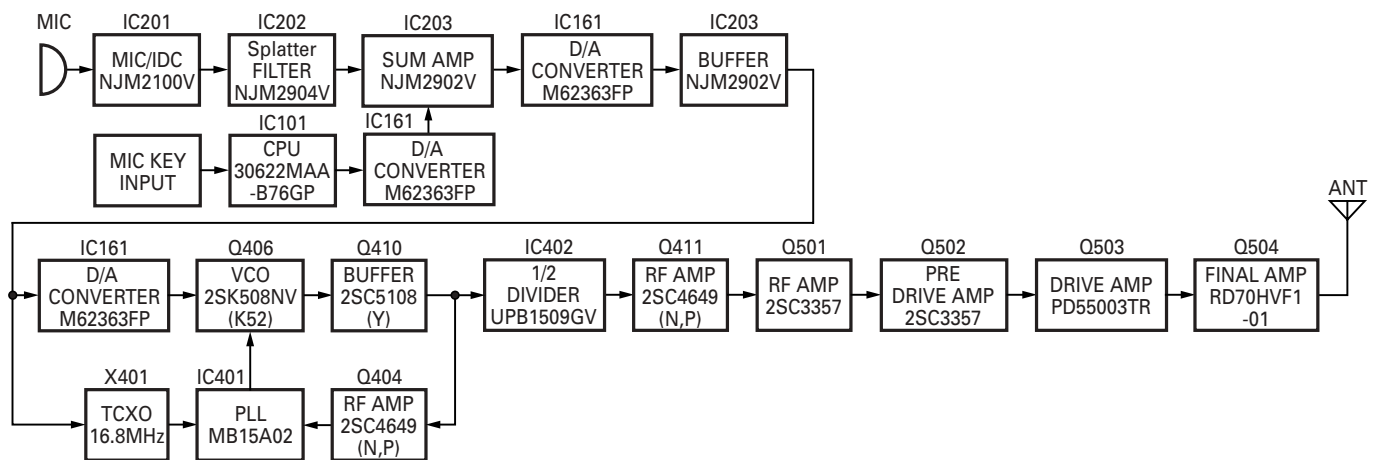 MIC
IC201
MIC/IDC
NJM2100V
IC202
Splatter
FILTER
NJM2904V
IC203
SUM AMP
NJM2902V
IC161
D/A
CONVERTER
M62363FP
IC203
BUFFER
NJM2902V
MIC KEY
INPUT
IC101
CPU
30622MAA
-B76GP
IC161
D/A
CONVERTER
M62363FP
ANT
IC161
D/A
CONVERTER
M62363FP
Q406
VCO
2SK508NV
(K52)
Q410
BUFFER
2SC5108
(Y)
IC402
1/2
DIVIDER
UPB1509GV
Q411
RF AMP
2SC4649
(N,P)
Q501
RF AMP
2SC3357
Q502
PRE
DRIVE AMP
2SC3357
Q503
DRIVE AMP
PD55003TR
Q504
FINAL AMP
RD70HVF1
-01
X401
TCXO
16.8MHz
IC401
PLL
MB15A02
Q404
RF AMP
2SC4649
(N,P)